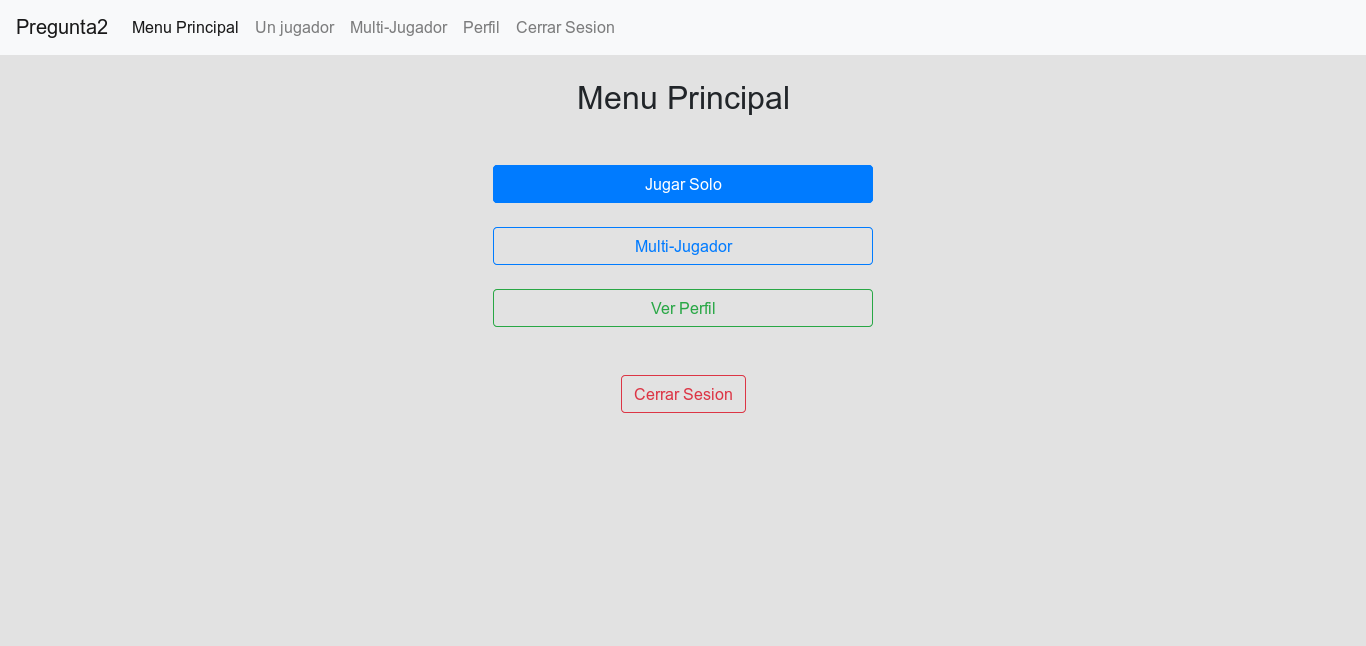 Pregunta2 Menu Principal Un jugador Multi-Jugador Perfil Cerrar Sesion
Menu Principal
Jugar Solo
Multi-Jugador
Ver Perfil
Cerrar Sesion